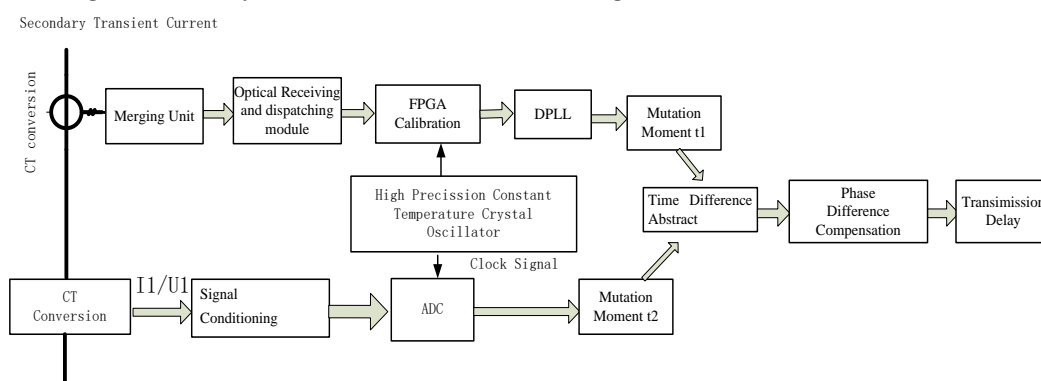 Secondary Transient Current
CT conversion
Merging Unit
Optical Receiving
and dispatching
module
FPGA
Calibration
DPLL
Mutation
Moment t1
High Precission Constant
Temperature Crystal
Oscillator
Time Difference
Abstract
Phase
Difference
Compensation
Transimission
Delay
Clock Signal
CT
Conversion
I1/U1
Signal
Conditioning
ADC
Mutation
Moment t2